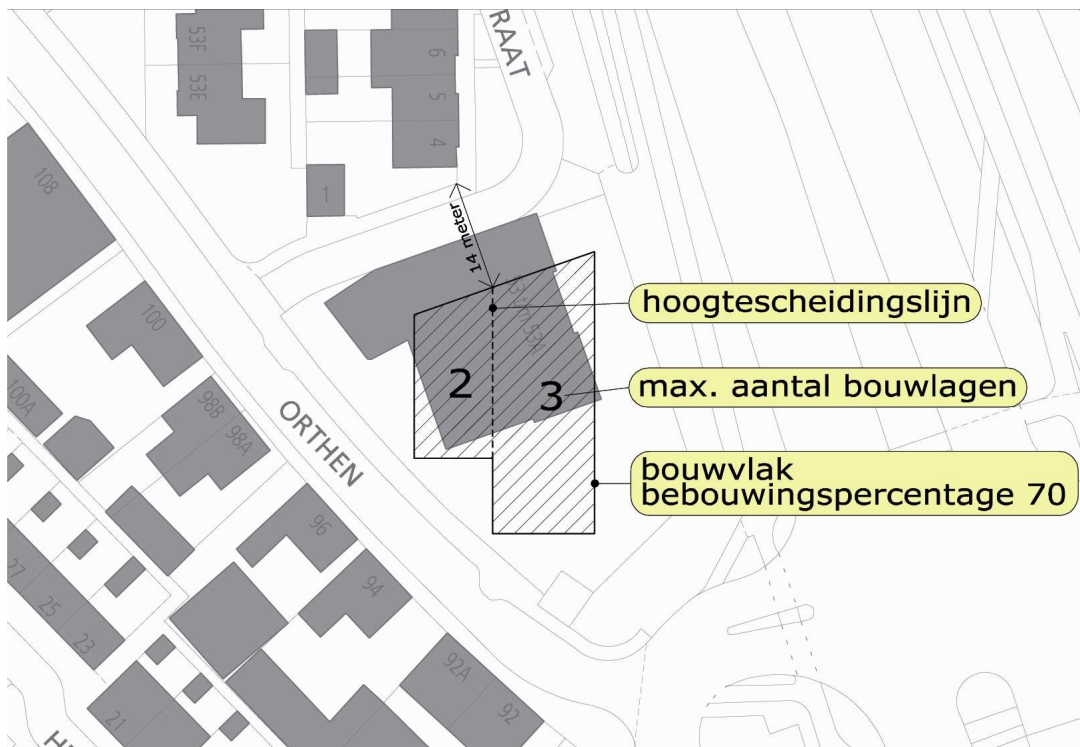 53F
53E
6
5
4
RAAT
1
108
14 meter
hoogtescheidingslijn
100
2
3
max. aantal bouwlagen
100A
98B
98A
ORTHEN
bouwvlak
bebouwingspercentage 70
96
94
27
25
23
92A
92
21